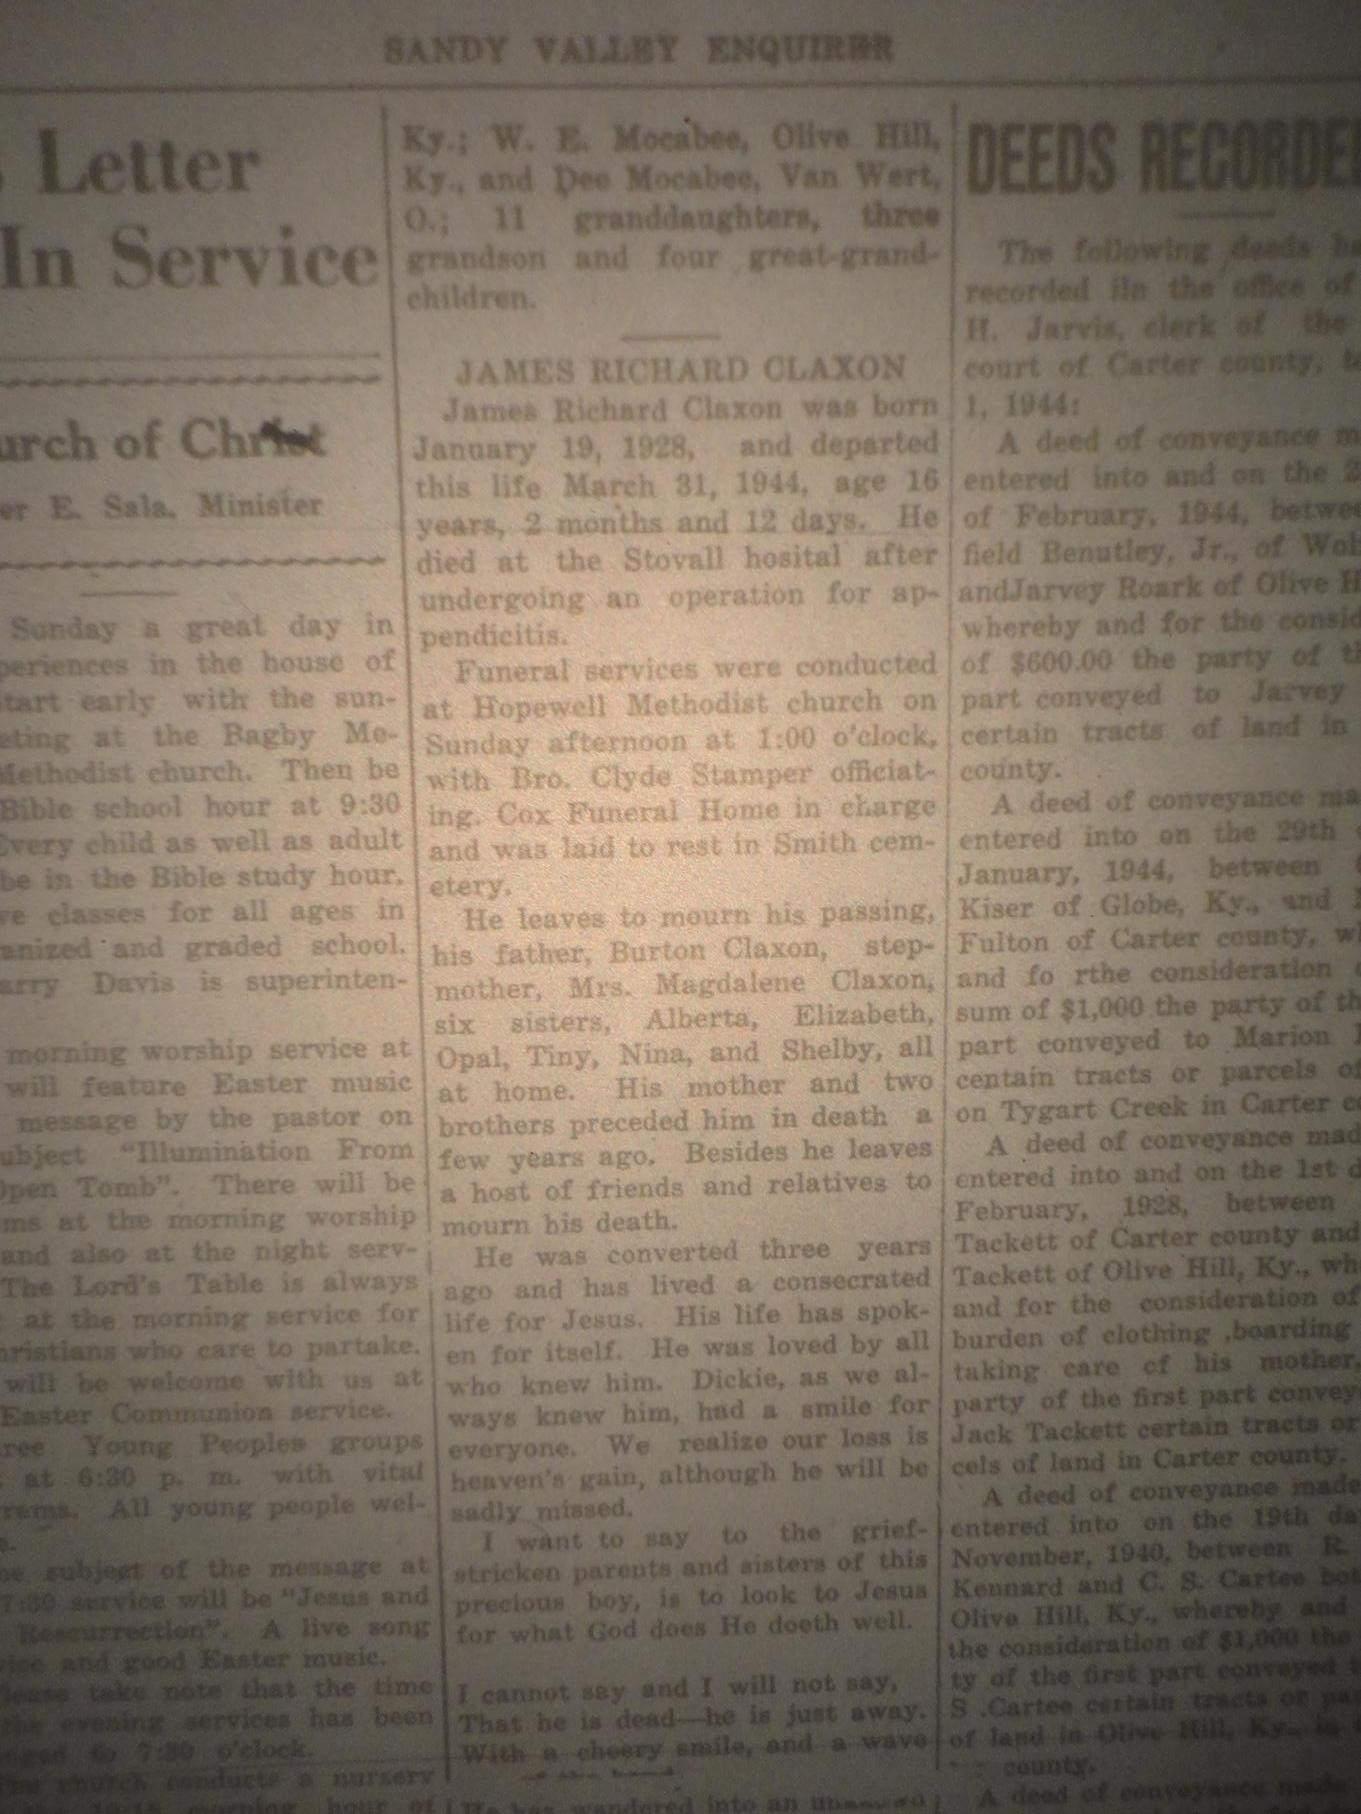 SANDY VALLEY ENQUIRER
Letter
In Service
urch of Christ
er E. Sala, Minister
Sunday a great day in
periences in the house of
tart early with the sun-
eting at the Bagby Me-
Methodist church. Then be
Bible school hour at 9:30
Every child as well as adult
be in the Bible study hour.
ve classes for all ages in
anized and graded school.
arry Davis is superinten-
morning worship service at
will feature Easter music
message by the pastor on
ubject "Illumination From
Open Tomb". There will be
ms at the morning worship
and also at the night serv-
The Lord's Table is always
at the morning service for
hristians who care to partake.
will be welcome with us at
Easter Communion service.
ree Young Peoples groups
at 6:30 p. m. with vital
rams. All young people wel-
e subject of the message at
7:30 service will be "Jesus and
Rescurrection". A live song
vice and good Easter music.
lease take note that the time
the evening services has been
nged to 7:30 o'clock.
church conducts a nursery
morning hour of
Ky.; W. E. Mocabee, Olive Hill,
Ky., and Dee Mocabee, Van Wert,
O.; 11 granddaughters, three
grandson and four great-grand-
children.
JAMES RICHARD CLAXON
James Richard Claxon was born
January 19, 1928, and departed
this life March 31, 1944, age 16
years, 2 months and 12 days. He
died at the Stovall hosital after
undergoing an operation for ap-
pendicitis.
Funeral services were conducted
at Hopewell Methodist church on
Sunday afternoon at 1:00 o'clock,
with Bro. Clyde Stamper officiat-
ing. Cox Funeral Home in charge
and was laid to rest in Smith cem-
etery.
He leaves to mourn his passing,
his father, Burton Claxon, step-
mother, Mrs. Magdalene Claxon,
six sisters, Alberta, Elizabeth,
Opal, Tiny, Nina, and Shelby, all
at home. His mother and two
brothers preceded him in death a
few years ago. Besides he leaves
a host of friends and relatives to
mourn his death.
He was converted three years
ago and has lived a consecrated
life for Jesus. His life has spok-
en for itself. He was loved by all
who knew him. Dickie, as we al-
ways knew him, had a smile for
everyone. We realize our loss is
heaven's gain, although he will be
sadly missed.
I want to say to the grief-
stricken parents and sisters of this
precious boy, is to look to Jesus
for what God does He doeth well.
I cannot say and I will not say,
That he is dead—he is just away.
With a cheery smile, and a wave
He has wandered into an
DEEDS RECORDE
The following deeds ha
recorded iIn the office of
H. Jarvis, clerk of the
court of Carter county,
1, 1944:
A deed of conveyance m
entered into and on the 2
of February, 1944, betwe
field Benutley, Jr., of Wol
andJarvey Roark of Olive H
whereby and for the consid
of $600.00 the party of th
part conveyed to Jarvey
certain tracts of land in
county.
A deed of conveyance ma
entered into on the 29th
January, 1944, between
Kiser of Globe, Ky., and
Fulton of Carter county, w
and fo rthe consideration
sum of $1,000 the party of th
part conveyed to Marion
centain tracts or parcels of
on Tygart Creek in Carter c
A deed of conveyance mad
entered into and on the 1st d
February, 1928, between
Tackett of Carter county and
Tackett of Olive Hill, Ky., wh
and for the consideration of
burden of clothing ,boarding
taking care of his mother,
party of the first part convey
Jack Tackett certain tracts or
cels of land in Carter county.
A deed of conveyance made
entered into on the 19th da
November, 1940, between R.
Kennard and C. S. Cartee bot
Olive Hill, Ky., whereby and
the consideration of $1,000 the
ty of the first part conveyed t
S .Cartee certain tracts or pa
of land in Olive Hill, Ky., in
county.
A deed of conveyance made